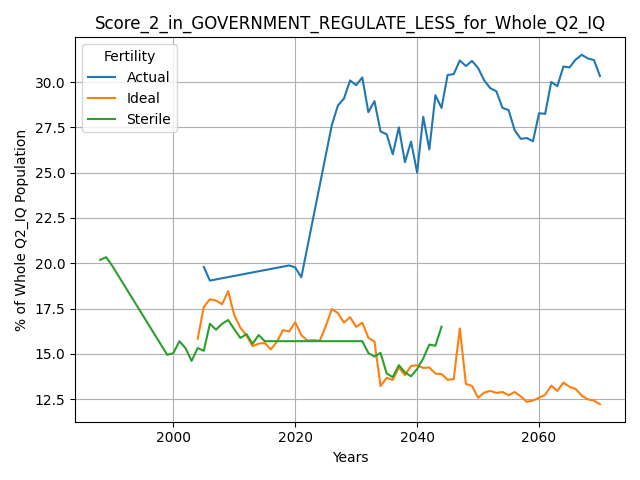 Score_2_in_GOVERNMENT_REGULATE_LESS_for_Whole_Q2_IQ
Fertility
Actual
Ideal
Sterile
% of Whole Q2_IQ Population
30.0
27.5
25.0
22.5
20.0
17.5
15.0
12.5
2000
2020
2040
2060
Years